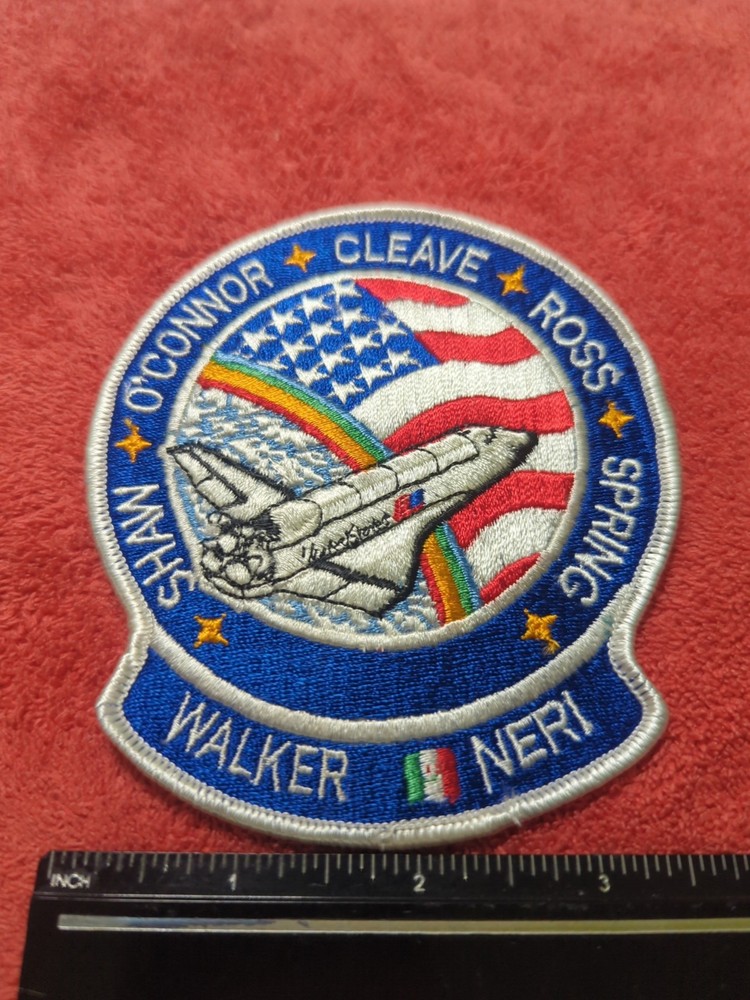 SHAW
O'CONNOR
CLEAVE
ROSS
SPRING
WALKER NERI
INCH 1 2 3